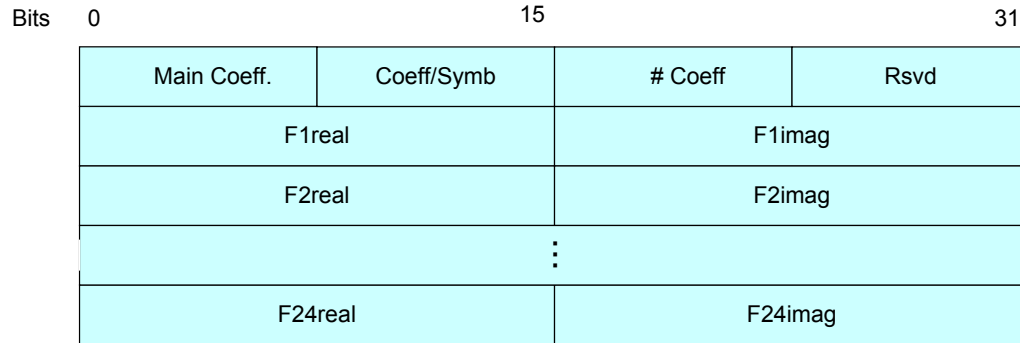 Bits 0 15 31
Main Coeff. Coeff/Symb # Coeff Rsvd
F1real F1imag
F2real F2imag
⋮
F24real F24imag